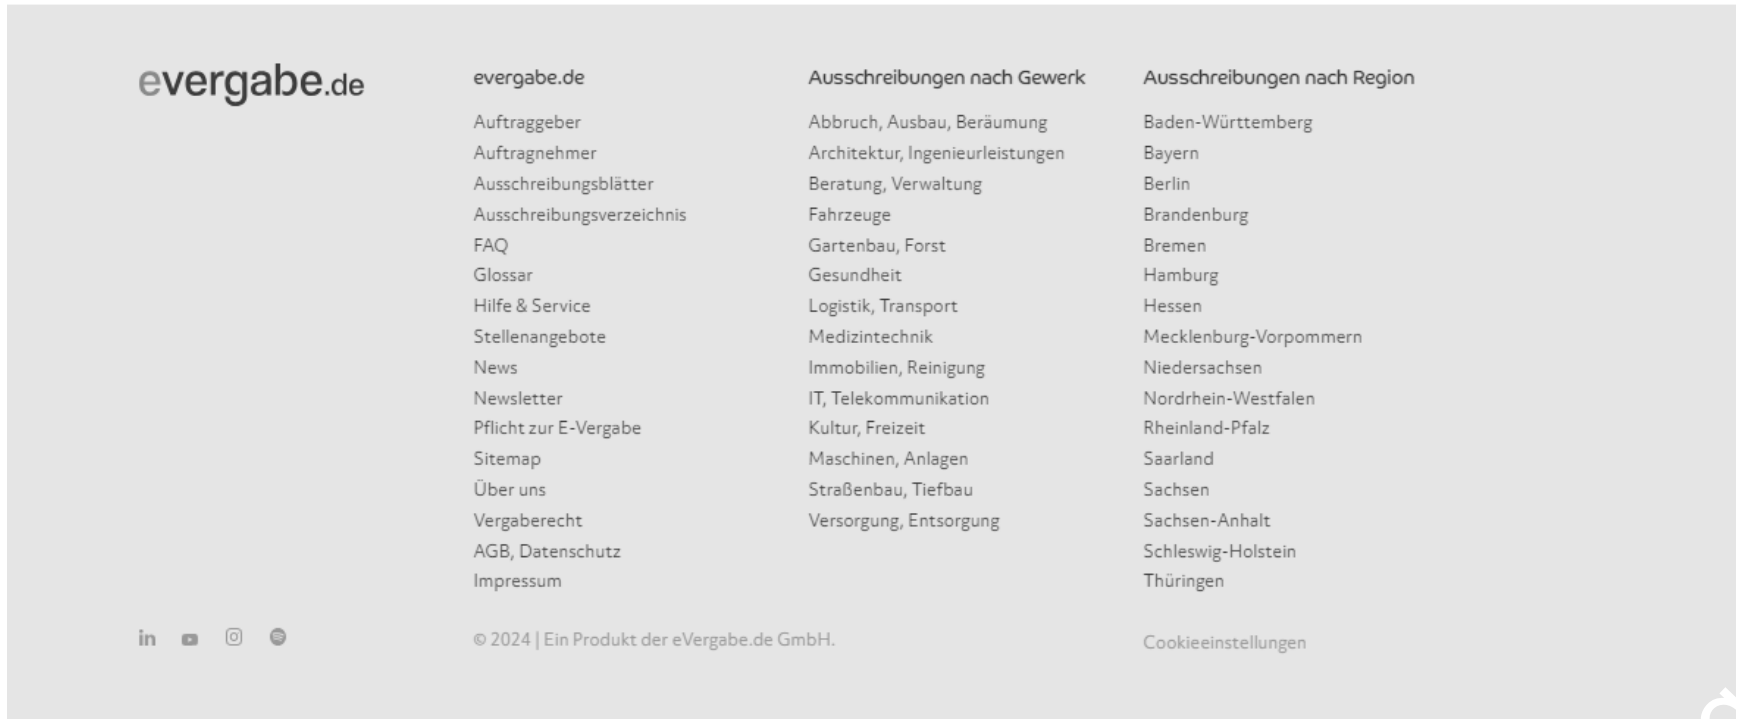 evergabe.de
evergabe.de
Auftraggeber
Auftragnehmer
Ausschreibungsblätter
Ausschreibungsverzeichnis
FAQ
Glossar
Hilfe & Service
Stellenangebote
News
Newsletter
Pflicht zur E-Vergabe
Sitemap
Über uns
Vergaberecht
AGB, Datenschutz
Impressum
Ausschreibungen nach Gewerk
Abbruch, Ausbau, Beräumung
Architektur, Ingenieurleistungen
Beratung, Verwaltung
Fahrzeuge
Gartenbau, Forst
Gesundheit
Logistik, Transport
Medizintechnik
Immobilien, Reinigung
IT, Telekommunikation
Kultur, Freizeit
Maschinen, Anlagen
Straßenbau, Tiefbau
Versorgung, Entsorgung
Ausschreibungen nach Region
Baden-Württemberg
Bayern
Berlin
Brandenburg
Bremen
Hamburg
Hessen
Mecklenburg-Vorpommern
Niedersachsen
Nordrhein-Westfalen
Rheinland-Pfalz
Saarland
Sachsen
Sachsen-Anhalt
Schleswig-Holstein
Thüringen
in
© 2024 | Ein Produkt der eVergabe.de GmbH.
Cookieeinstellungen